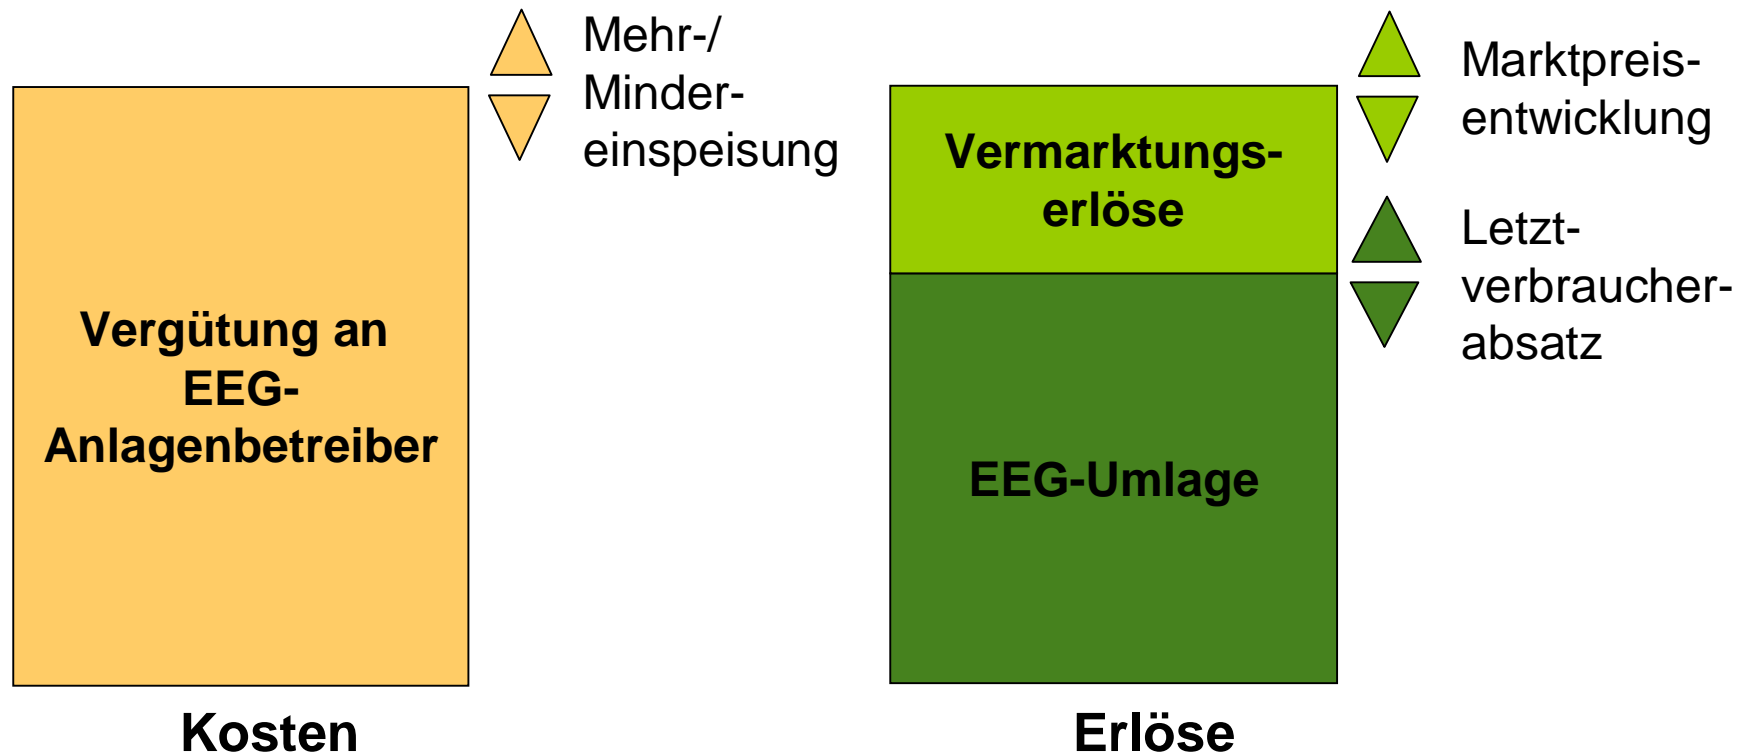 Mehr-/
Minder-
einspeisung
Vergütung an
EEG-
Anlagenbetreiber
Kosten
Marktpreis-
entwicklung
Vermarktungs-
erlöse
Letzt-
verbraucher-
absatz
EEG-Umlage
Erlöse